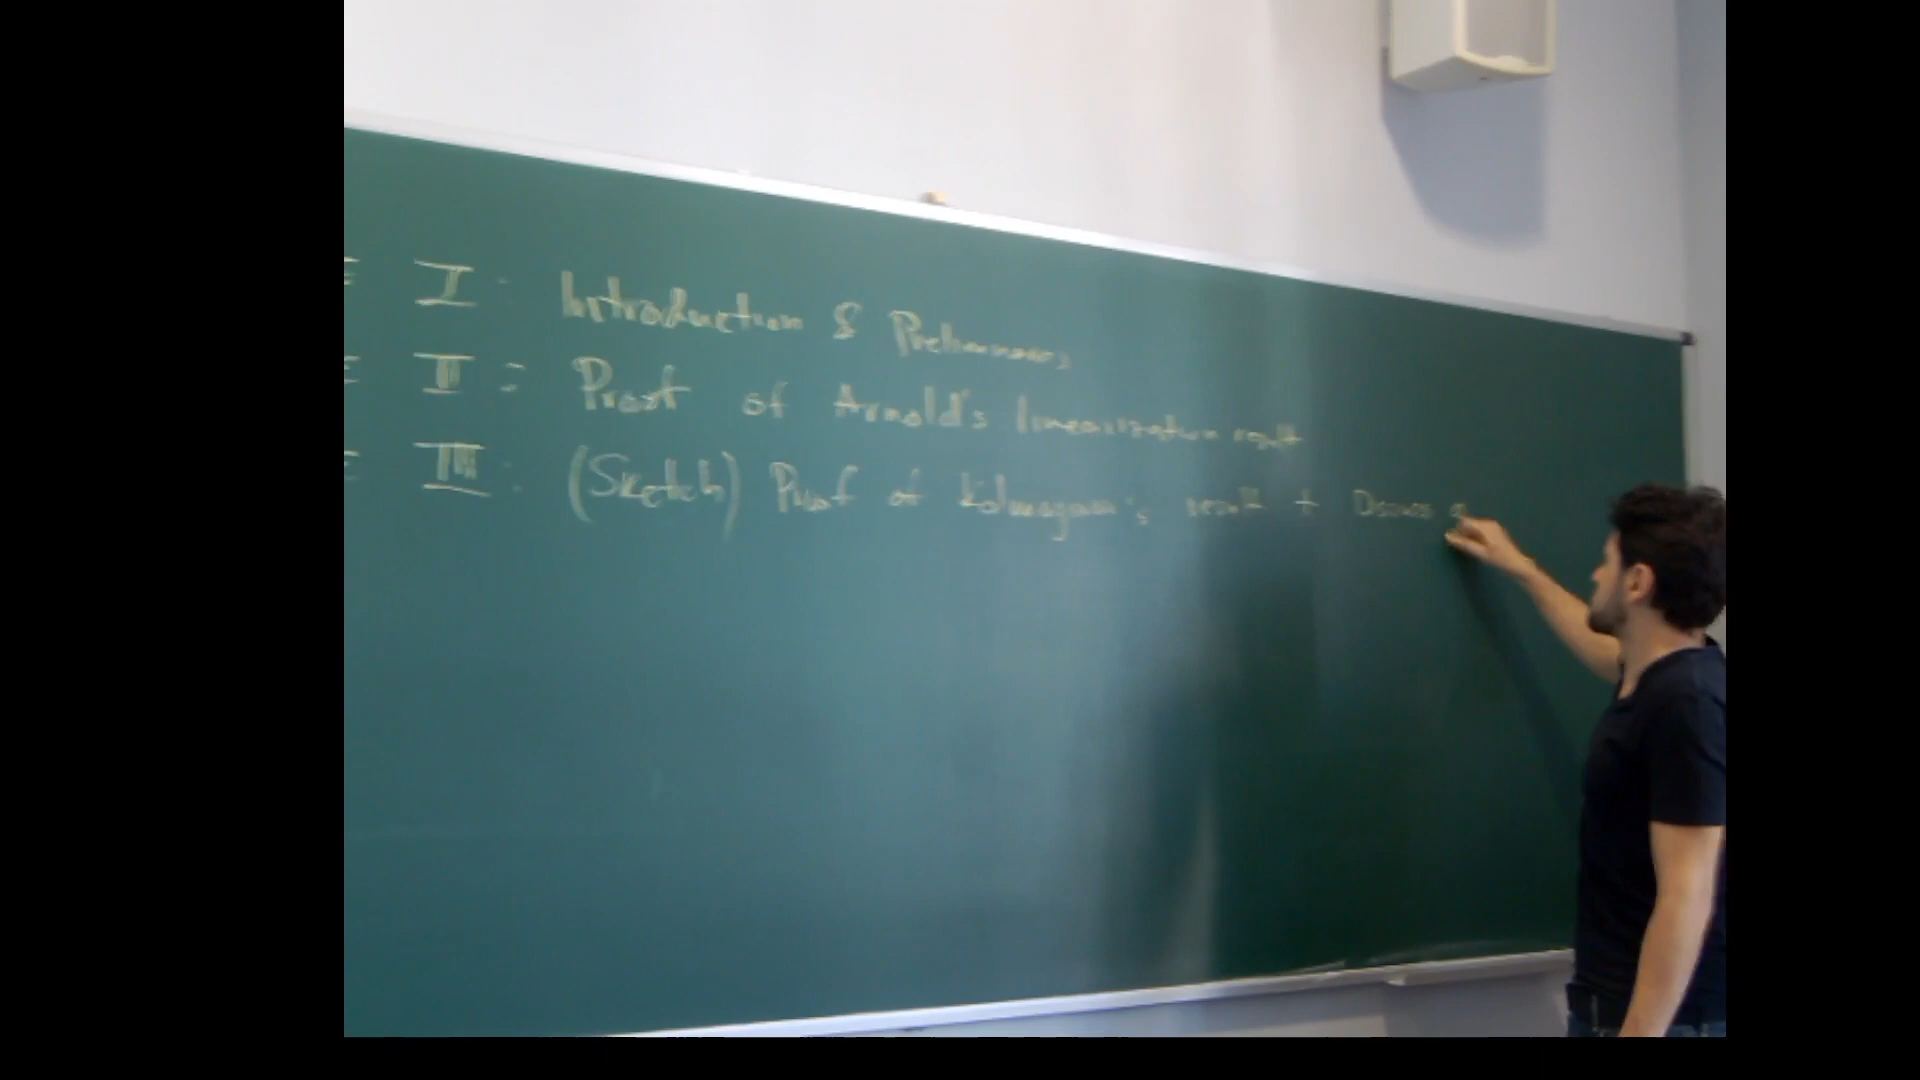 I: Introduction & Preliminaries
II: Proof of Arnold's linearization result
III: (Sketch) Proof of Kolmogorov's result + Discuss